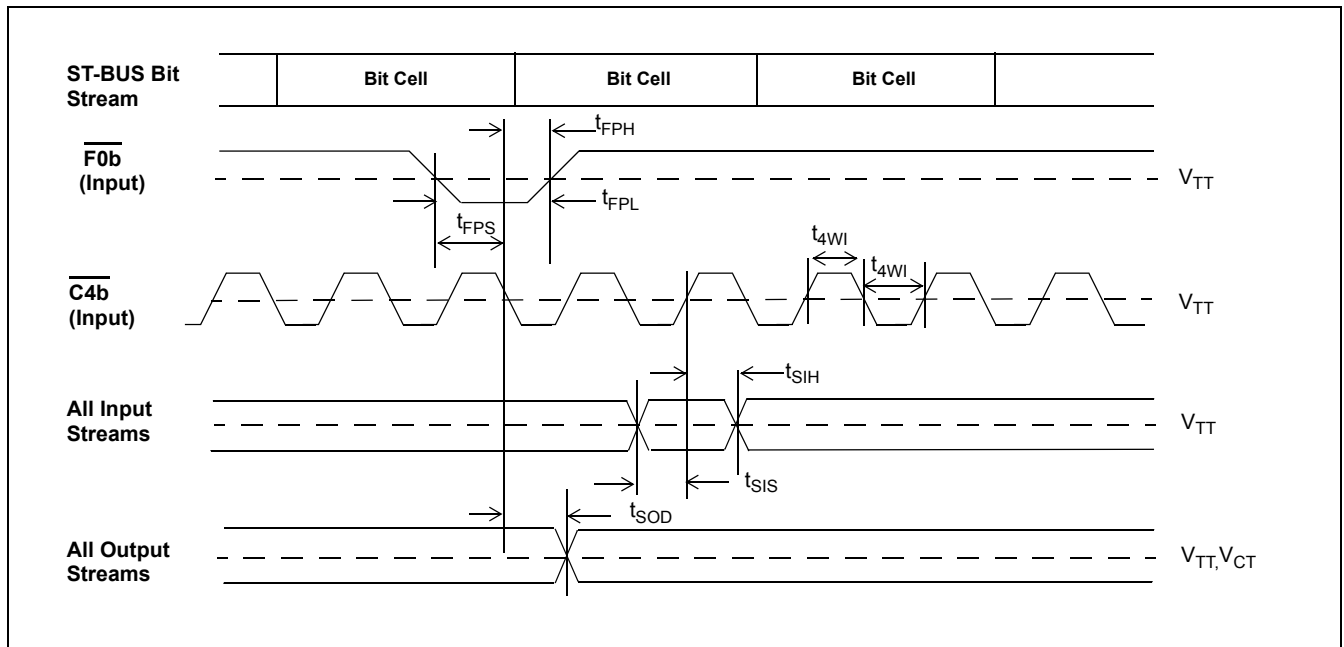 ST-BUS Bit
Stream
Bit Cell
Bit Cell
Bit Cell
tFPH
F0b
(Input)
VTT
tFPL
tFPS
t4WI
t4WI
C4b
(Input)
VTT
tSIH
All Input
Streams
VTT
tSIS
tSOD
All Output
Streams
VTT,VCT